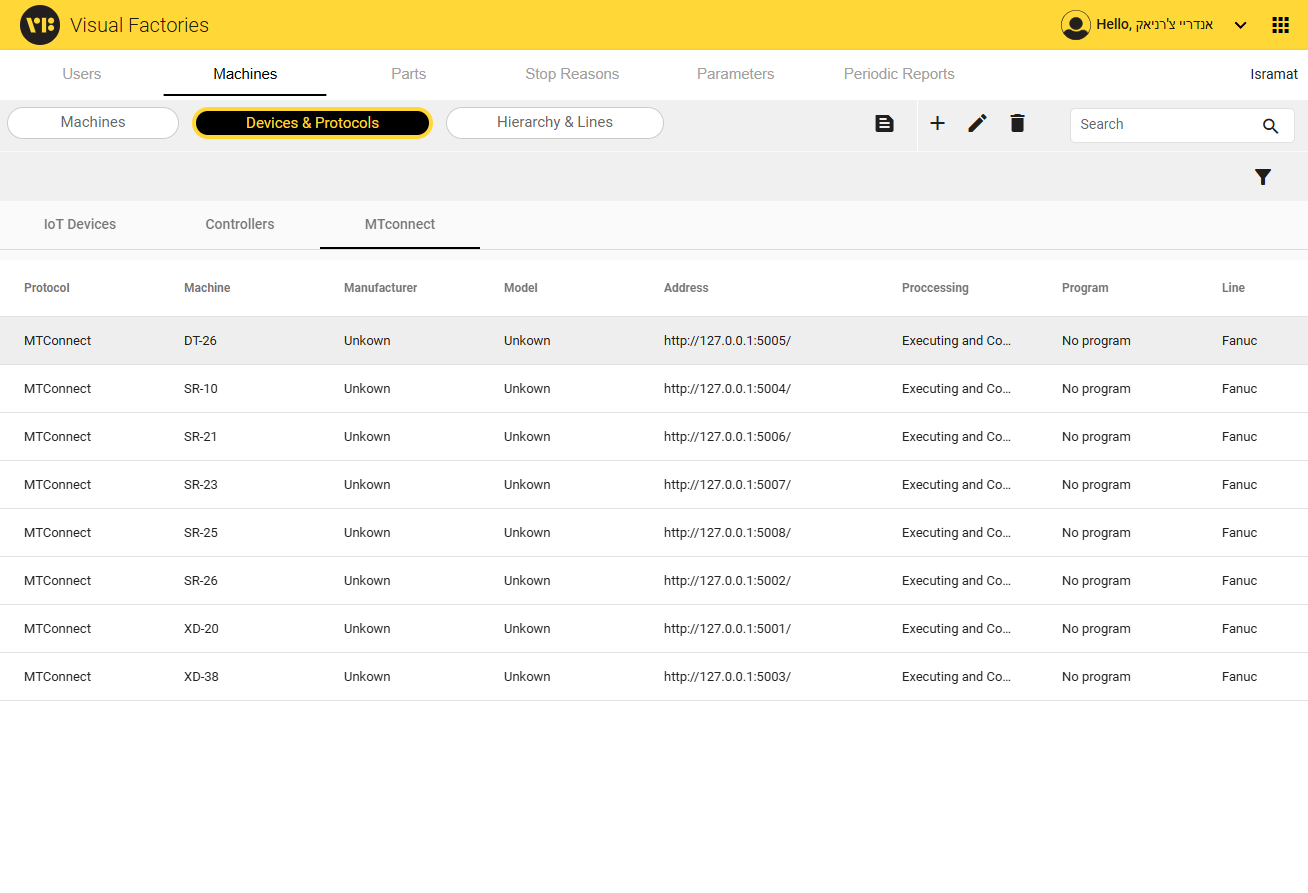 VF Visual Factories
Hello, אנדריי צ'רניאק
Users Machines Parts Stop Reasons Parameters Periodic Reports Isramat
Machines Devices & Protocols Hierarchy & Lines Search
IoT Devices Controllers MTconnect
Protocol Machine Manufacturer Model Address Proccessing Program Line
MTConnect DT-26 Unkown Unkown http://127.0.0.1:5005/ Executing and Co... No program Fanuc
MTConnect SR-10 Unkown Unkown http://127.0.0.1:5004/ Executing and Co... No program Fanuc
MTConnect SR-21 Unkown Unkown http://127.0.0.1:5006/ Executing and Co... No program Fanuc
MTConnect SR-23 Unkown Unkown http://127.0.0.1:5007/ Executing and Co... No program Fanuc
MTConnect SR-25 Unkown Unkown http://127.0.0.1:5008/ Executing and Co... No program Fanuc
MTConnect SR-26 Unkown Unkown http://127.0.0.1:5002/ Executing and Co... No program Fanuc
MTConnect XD-20 Unkown Unkown http://127.0.0.1:5001/ Executing and Co... No program Fanuc
MTConnect XD-38 Unkown Unkown http://127.0.0.1:5003/ Executing and Co... No program Fanuc